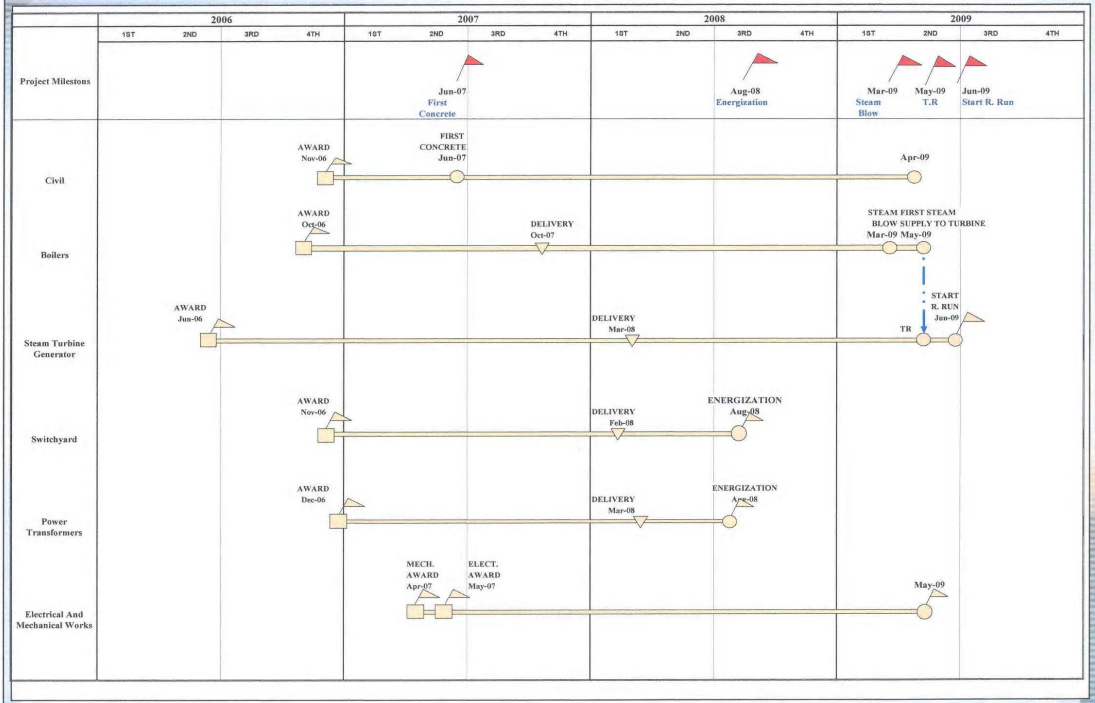 2006 2007 2008 2009
1ST 2ND 3RD 4TH 1ST 2ND 3RD 4TH 1ST 2ND 3RD 4TH 1ST 2ND 3RD 4TH
Project Milestons
Jun-07
First
Concrete
Aug-08
Energization
Mar-09
Steam
Blow
May-09
T.R
Jun-09
Start R. Run
Civil
AWARD
Nov-06
FIRST
CONCRETE
Jun-07
Apr-09
Boilers
AWARD
Oct-06
DELIVERY
Oct-07
STEAM FIRST STEAM
BLOW SUPPLY TO TURBINE
Mar-09 May-09
Steam Turbine
Generator
AWARD
Jun-06
DELIVERY
Mar-08
TR
START
R. RUN
Jun-09
Switchyard
AWARD
Nov-06
DELIVERY
Feb-08
ENERGIZATION
Aug-08
Power
Transformers
AWARD
Dec-06
DELIVERY
Mar-08
ENERGIZATION
Electrical And
Mechanical Works
MECH.
AWARD
Apr-07
ELECT.
AWARD
May-07
May-09